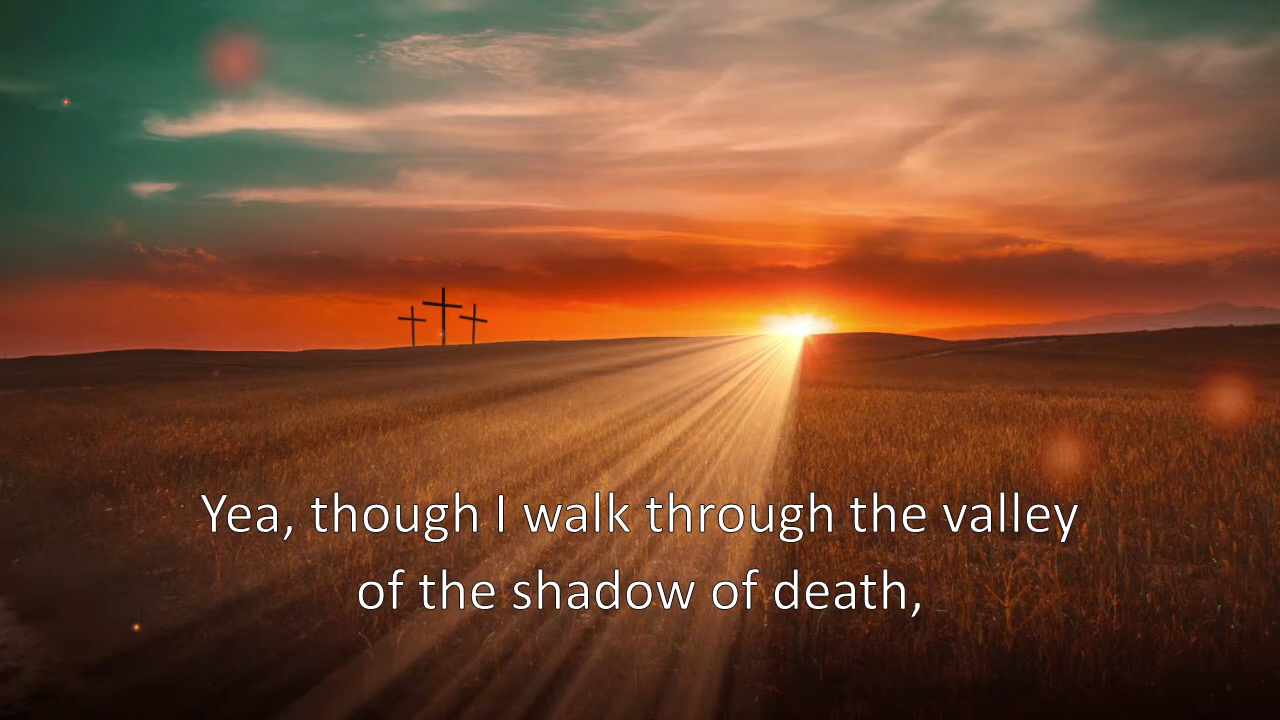 Yea, though I walk through the valley
of the shadow of death,